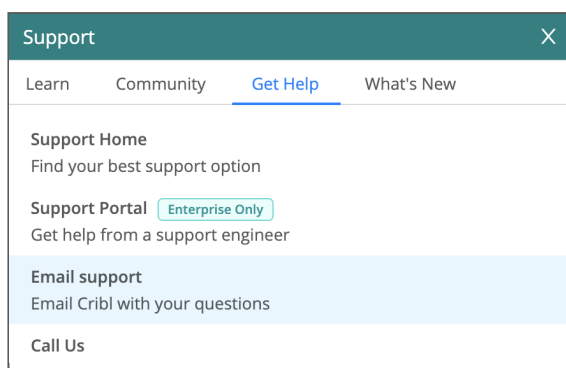 Support X
Learn Community Get Help What's New
Support Home
Find your best support option
Support Portal Enterprise Only
Get help from a support engineer
Email support
Email Cribl with your questions
Call Us